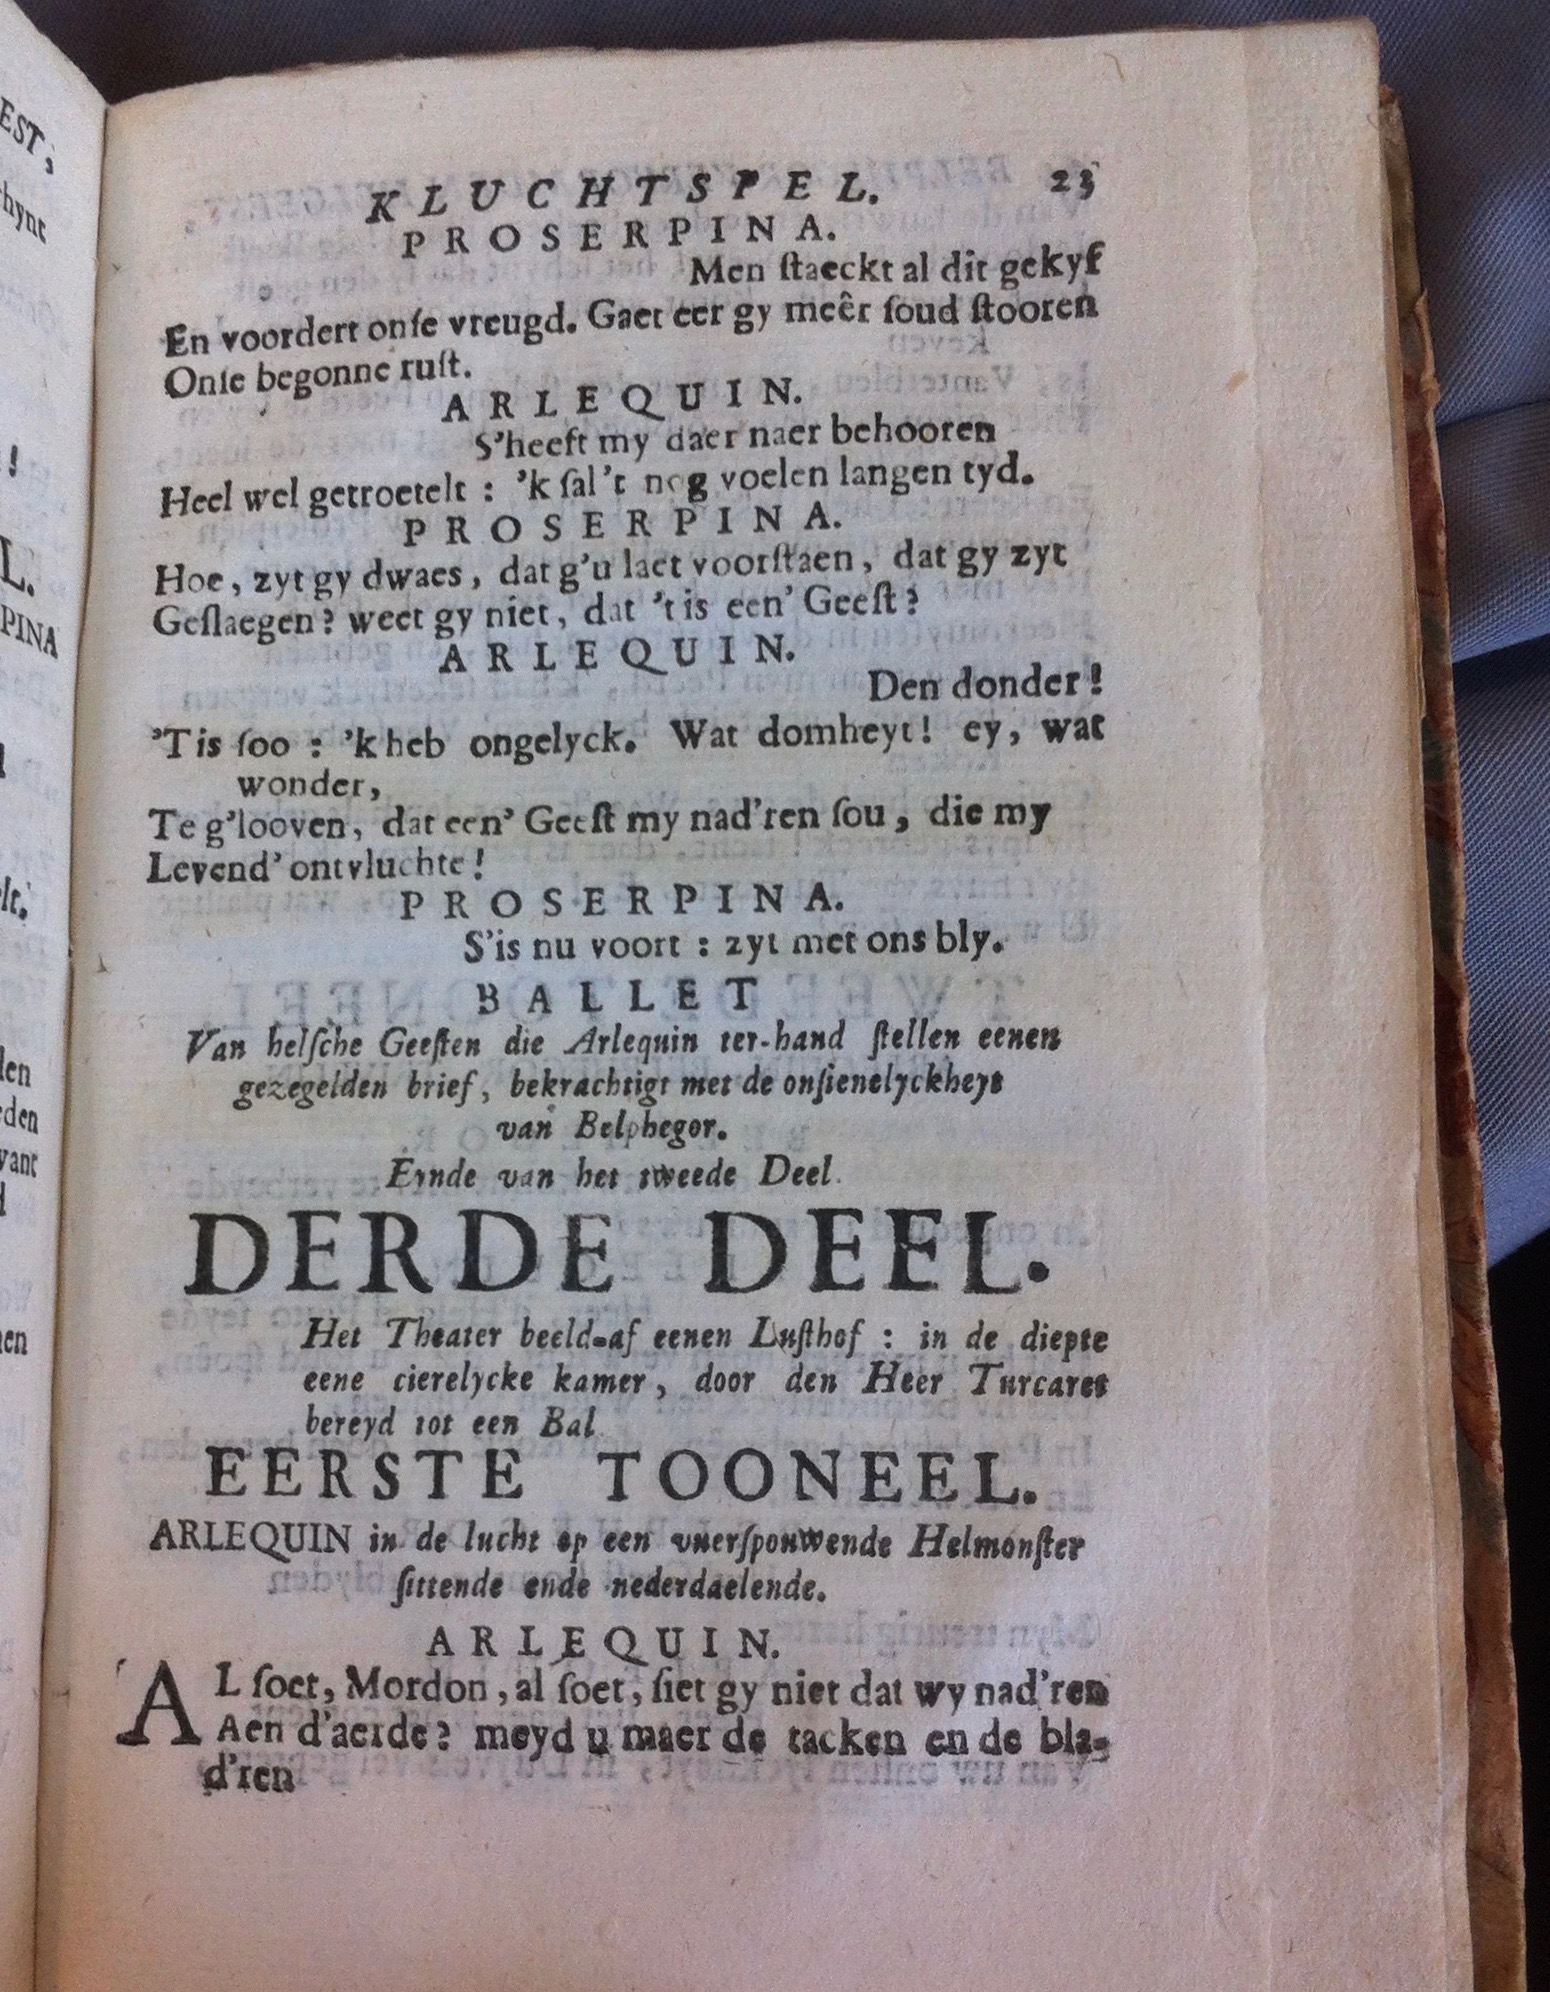 KLUCHTSPEL. 23
PROSERPINA.
Men ſtaeckt al dit gekyf
En voordert onſe vreugd. Gaet eer gy meêr ſoud ſtooren
Onſe begonne ruſt.
ARLEQUIN.
S'heeft my daer naer behooren
Heel wel getroetelt : 'k ſal 't nog voelen langen tyd.
PROSERPINA.
Hoe, zyt gy dwaes, dat g'u laet voorſtaen, dat gy zyt
Geſlaegen? weet gy niet, dat 't is een' Geeſt?
ARLEQUIN.
Den donder!
'T is ſoo : 'k heb ongelyck. Wat domheyt! ey, wat
wonder,
Te g'looven, dat een' Geeſt my nad'ren ſou, die my
Levend' ontvluchte!
PROSERPINA.
S'is nu voort : zyt met ons bly.
BALLET
Van helſche Geeſten die Arlequin ter-hand ſtellen eenen
gezegelden brief, bekrachtigt met de onſienelyckheyt
van Belphegor.
Eynde van het tweede Deel.
DERDE DEEL.
Het Theater beeld-af eenen Luſthof : in de diepte
eene cierelycke kamer, door den Heer Turcaret
bereyd tot een Bal.
EERSTE TOONEEL.
ARLEQUIN in de lucht op een vuerſpouwende Helmonſter
ſittende ende nederdaelende.
ARLEQUIN.
AL ſoet, Mordon, al ſoet, ſiet gy niet dat wy nad'ren
Aen d'aerde? meyd u maer de tacken en de bla-
d'ren
EST,
hynt
!
L.
PINA
elt.
den
vant